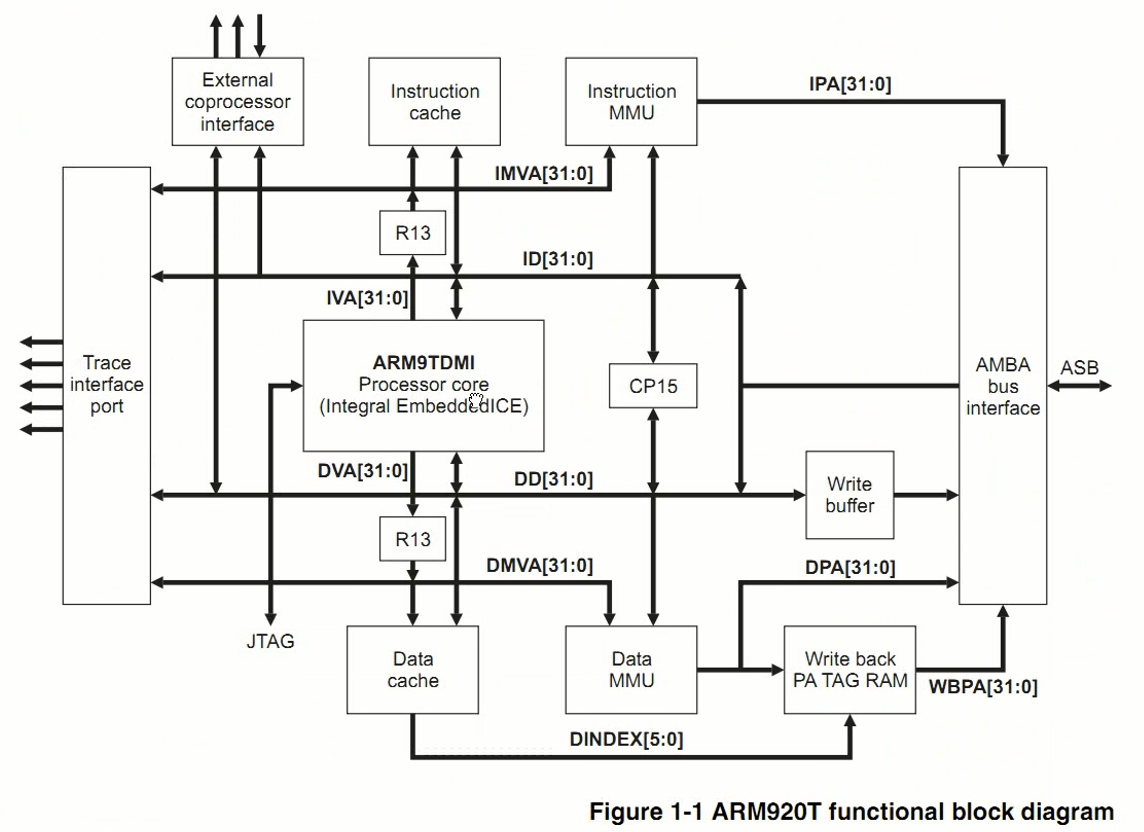 External
coprocessor
interface
Instruction
cache
Instruction
MMU
IPA[31:0]
IMVA[31:0]
R13
ID[31:0]
IVA[31:0]
Trace
interface
port
ARM9TDMI
Processor core
(Integral EmbeddedICE)
CP15
AMBA
bus
interface
ASB
DVA[31:0]
DD[31:0]
Write
buffer
R13
DMVA[31:0]
DPA[31:0]
JTAG
Data
cache
Data
MMU
Write back
PA TAG RAM
WBPA[31:0]
DINDEX[5:0]
Figure 1-1 ARM920T functional block diagram